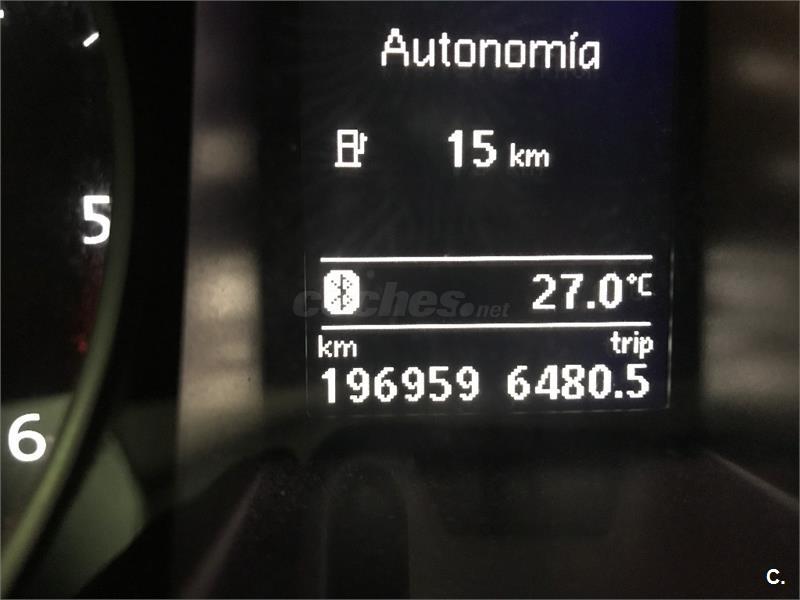 Autonomía
15 km
5
27.0°C
coches.net
km trip
196959 6480.5
6
C.